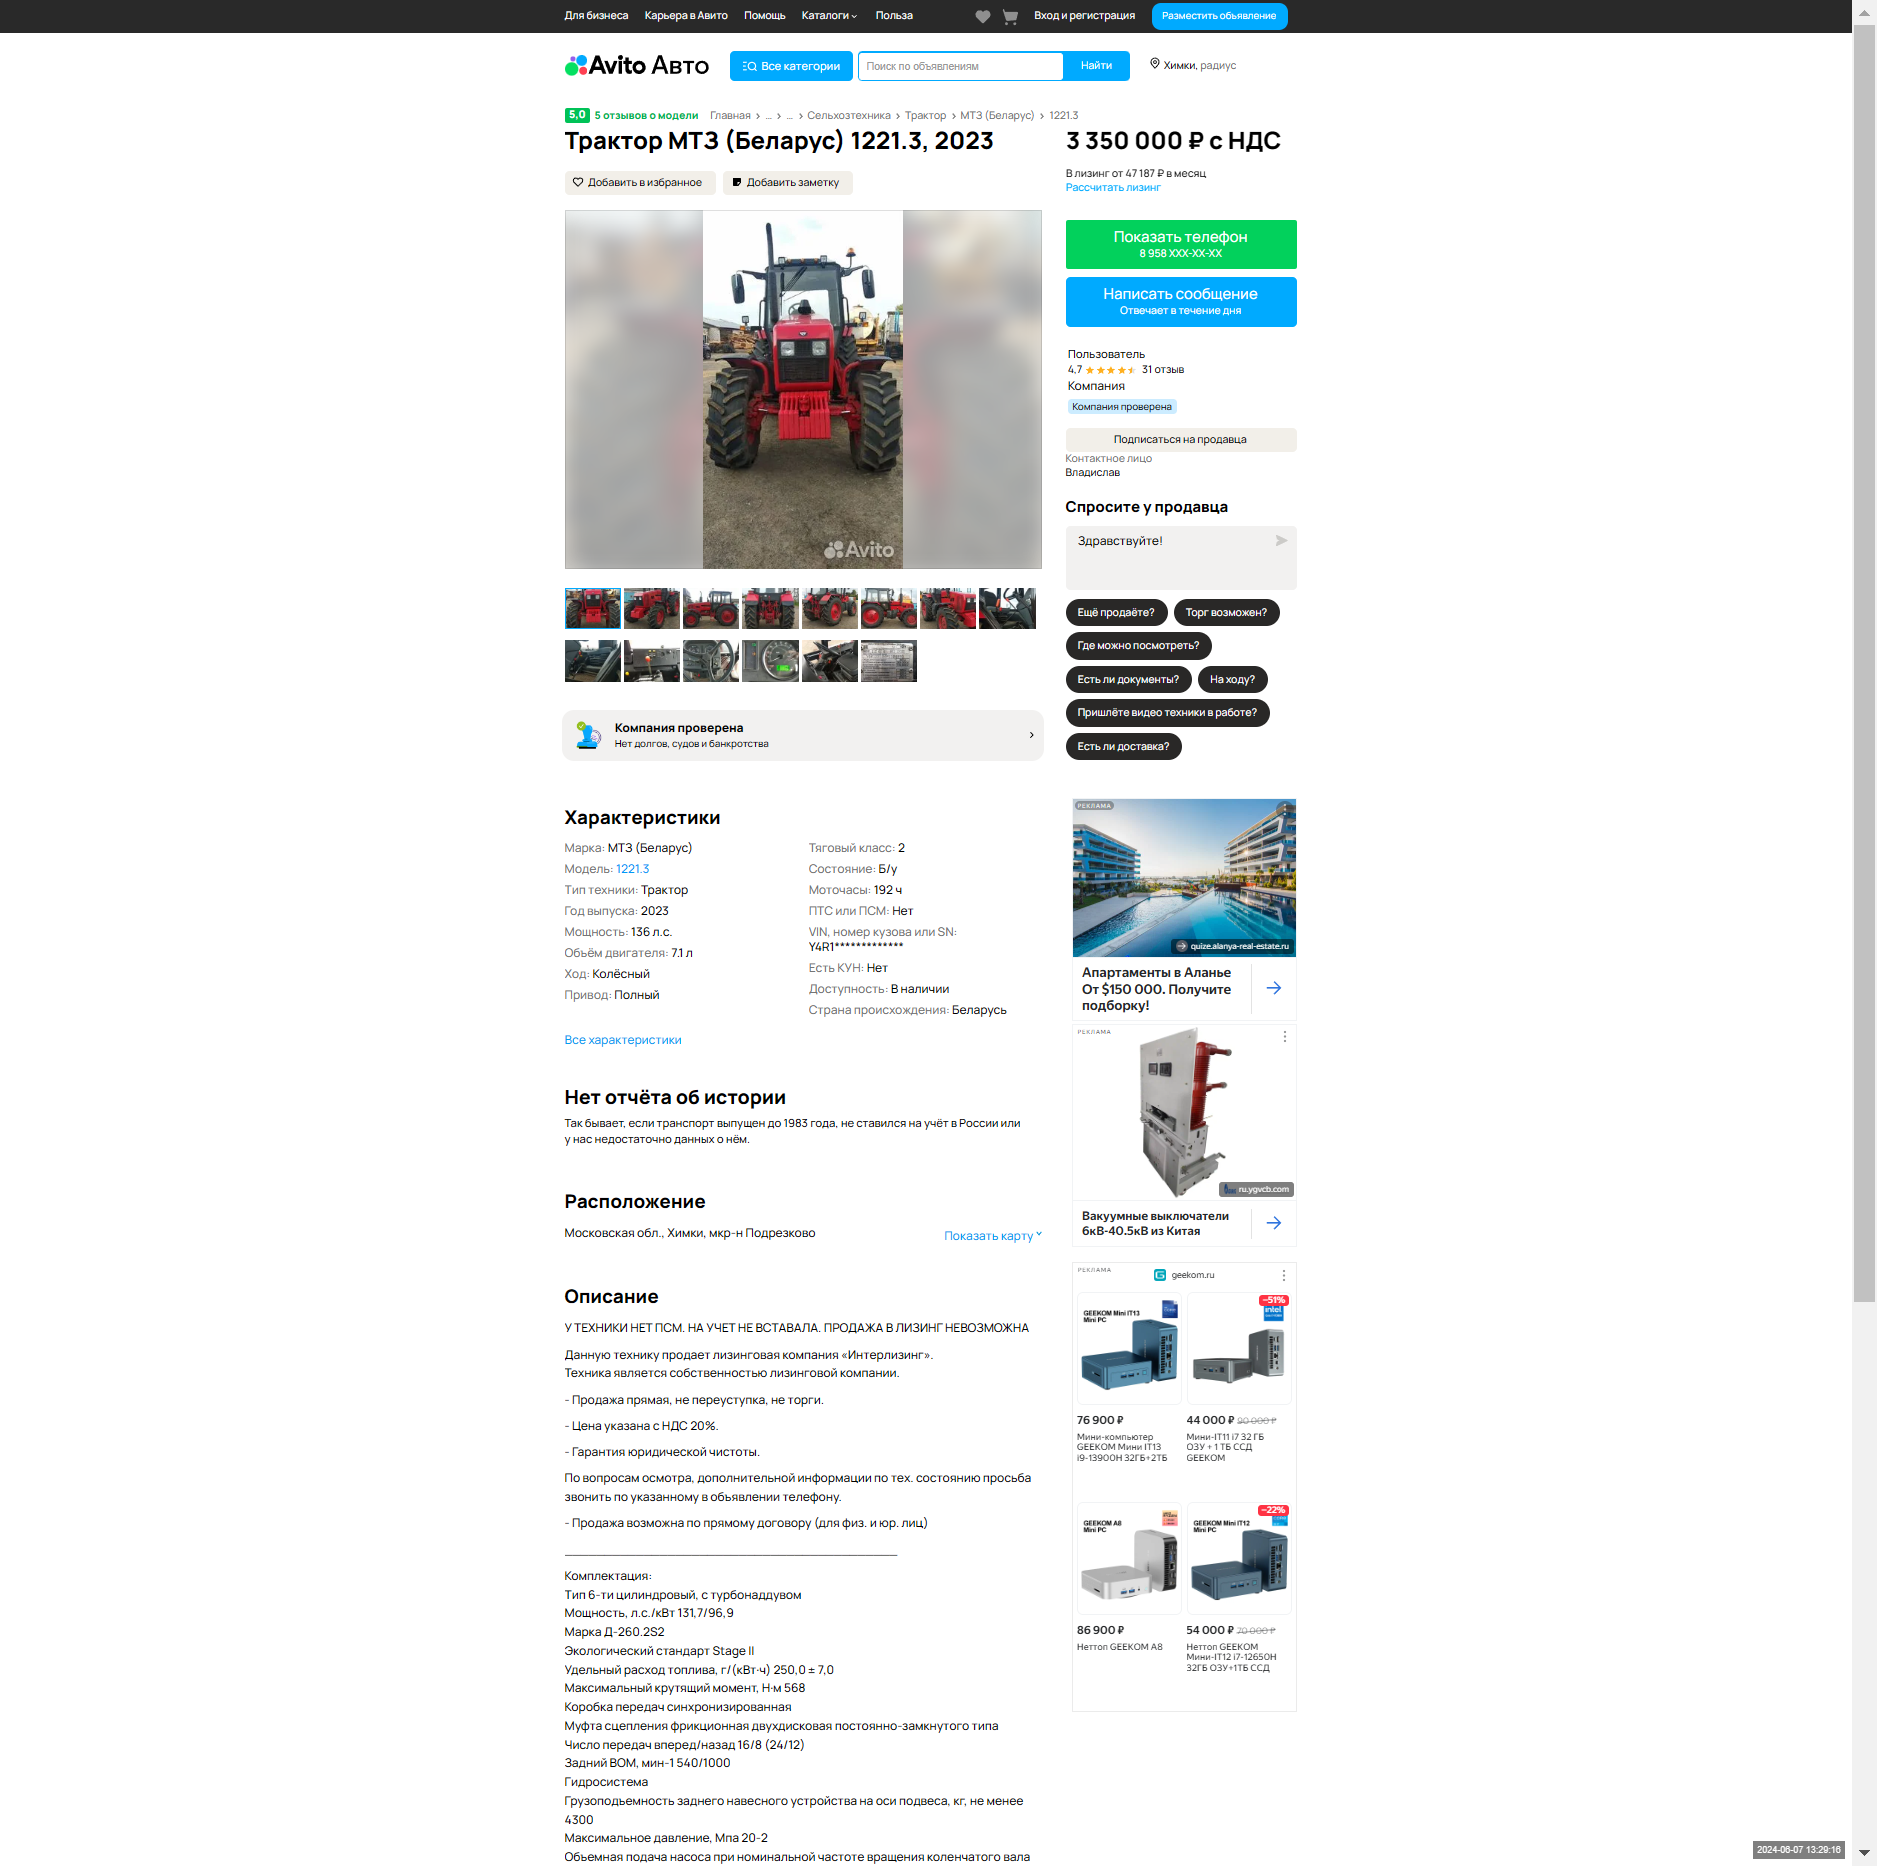 Для бизнеса Карьера в Авито Помощь Каталоги Польза Вход и регистрация Разместить объявление
Avito Авто Все категории Поиск по объявлениям Найти Химки, радиус
5,0 5 отзывов о модели Главная › ... › ... › Сельхозтехника › Трактор › МТЗ (Беларус) › 1221.3
Трактор МТЗ (Беларус) 1221.3, 2023
Добавить в избранное Добавить заметку
Avito
Компания проверена
Нет долгов, судов и банкротства
Характеристики
Марка: МТЗ (Беларус)
Модель: 1221.3
Тип техники: Трактор
Год выпуска: 2023
Мощность: 136 л.с.
Объём двигателя: 7.1 л
Ход: Колёсный
Привод: Полный
Тяговый класс: 2
Состояние: Б/у
Моточасы: 192 ч
ПТС или ПСМ: Нет
VIN, номер кузова или SN:
Y4R1*************
Есть КУН: Нет
Доступность: В наличии
Страна происхождения: Беларусь
Все характеристики
Нет отчёта об истории
Так бывает, если транспорт выпущен до 1983 года, не ставился на учёт в России или
у нас недостаточно данных о нём.
Расположение
Московская обл., Химки, мкр-н Подрезково Показать карту
Описание
У ТЕХНИКИ НЕТ ПСМ. НА УЧЕТ НЕ ВСТАВАЛА. ПРОДАЖА В ЛИЗИНГ НЕВОЗМОЖНА
Данную технику продает лизинговая компания «Интерлизинг».
Техника является собственностью лизинговой компании.
- Продажа прямая, не переуступка, не торги.
- Цена указана с НДС 20%.
- Гарантия юридической чистоты.
По вопросам осмотра, дополнительной информации по тех. состоянию просьба
звонить по указанному в объявлении телефону.
- Продажа возможна по прямому договору (для физ. и юр. лиц)
Комплектация:
Тип 6-ти цилиндровый, с турбонаддувом
Мощность, л.с./кВт 131,7/96,9
Марка Д-260.2S2
Экологический стандарт Stage II
Удельный расход топлива, г/(кВт·ч) 250,0 ± 7,0
Максимальный крутящий момент, Н·м 568
Коробка передач синхронизированная
Муфта сцепления фрикционная двухдисковая постоянно-замкнутого типа
Число передач вперед/назад 16/8 (24/12)
Задний ВОМ, мин-1 540/1000
Гидросистема
Грузоподъемность заднего навесного устройства на оси подвеса, кг, не менее
4300
Максимальное давление, Мпа 20-2
Объемная подача насоса при номинальной частоте вращения коленчатого вала
3 350 000 ₽ с НДС
В лизинг от 47 187 ₽ в месяц
Рассчитать лизинг
Показать телефон
8 958 XXX-XX-XX
Написать сообщение
Отвечает в течение дня
Пользователь
4,7 31 отзыв
Компания
Компания проверена
Подписаться на продавца
Контактное лицо
Владислав
Спросите у продавца
Здравствуйте!
Ещё продаёте? Торг возможен?
Где можно посмотреть?
Есть ли документы? На ходу?
Пришлёте видео техники в работе?
Есть ли доставка?
РЕКЛАМА
quize.alanya-real-estate.ru
Апартаменты в Аланье
От $150 000. Получите
подборку!
РЕКЛАМА
ru.ygvcb.com
Вакуумные выключатели
6кВ-40.5кВ из Китая
РЕКЛАМА
geekom.ru
GEEKOM Mini IT13
Mini PC
−51%
intel
76 900 ₽
Мини-компьютер
GEEKOM Мини IT13
i9-13900H 32ГБ+2ТБ
44 000 ₽ 90 000 ₽
Мини-IT11 i7 32 ГБ
ОЗУ + 1 ТБ ССД
GEEKOM
GEEKOM A8
Mini PC
−22%
GEEKOM Mini IT12
Mini PC
86 900 ₽
Неттоп GEEKOM A8
54 000 ₽ 70 000 ₽
Неттоп GEEKOM
Мини-IT12 i7-12650H
32ГБ ОЗУ+1ТБ ССД
2024-06-07 13:29:16